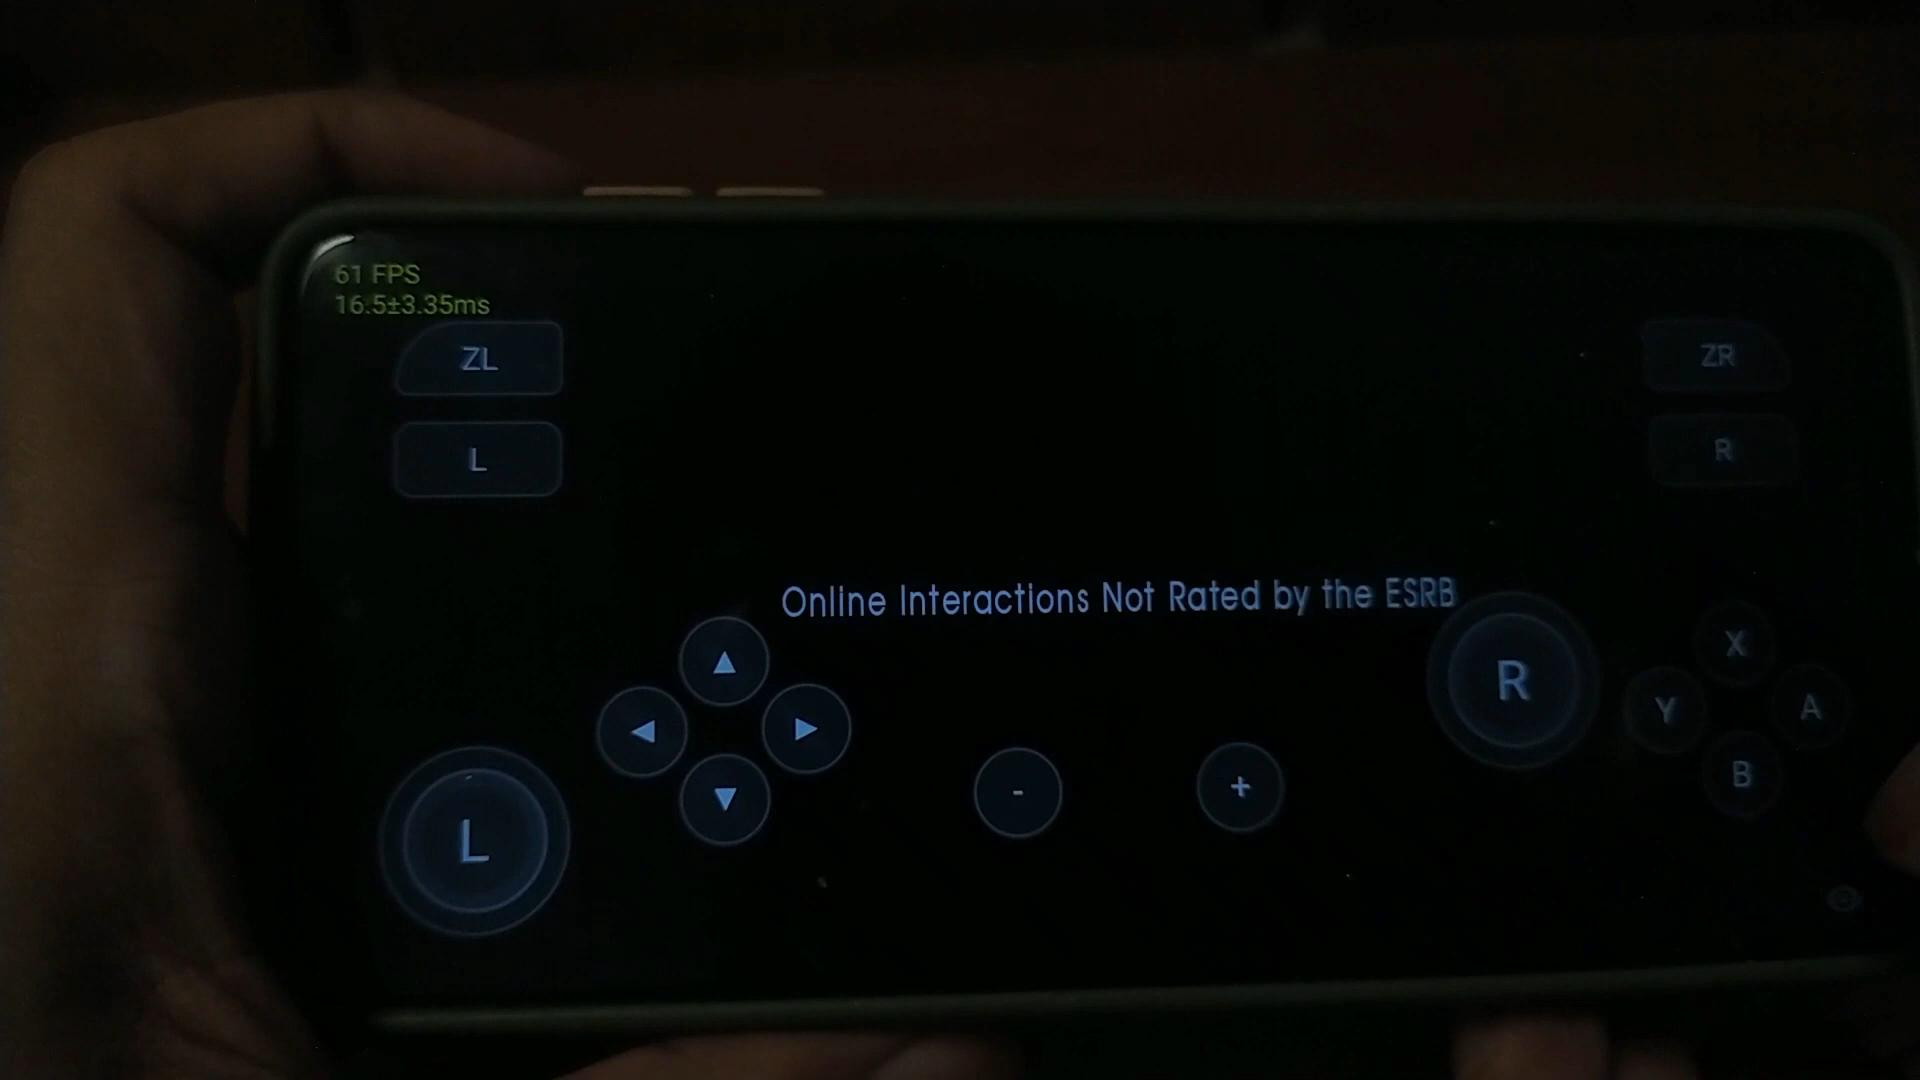 61 FPS
16.5±3.35ms
ZL
ZR
L
R
Online Interactions Not Rated by the ESRB
▲
◀
▶
▼
X
Y
A
B
R
L
-
+